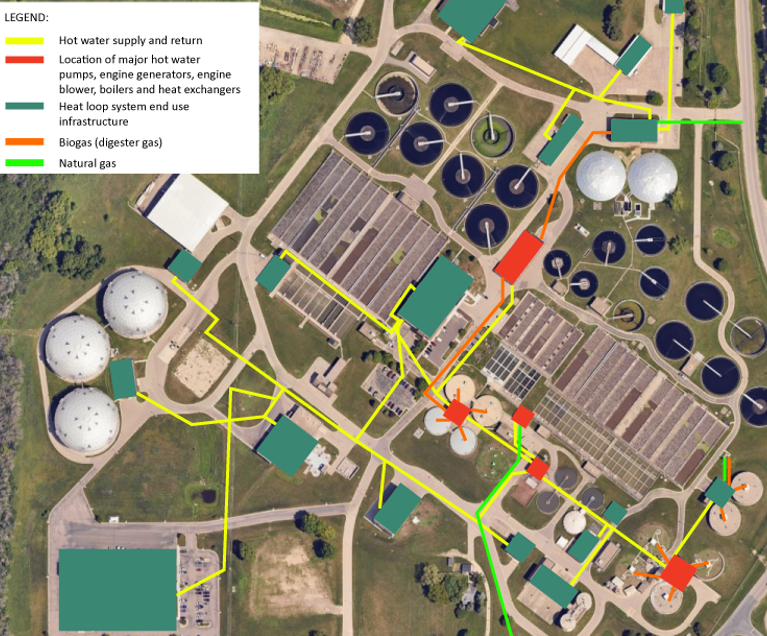 LEGEND:
Hot water supply and return
Location of major hot water
pumps, engine generators, engine
blower, boilers and heat exchangers
Heat loop system end use
infrastructure
Biogas (digester gas)
Natural gas